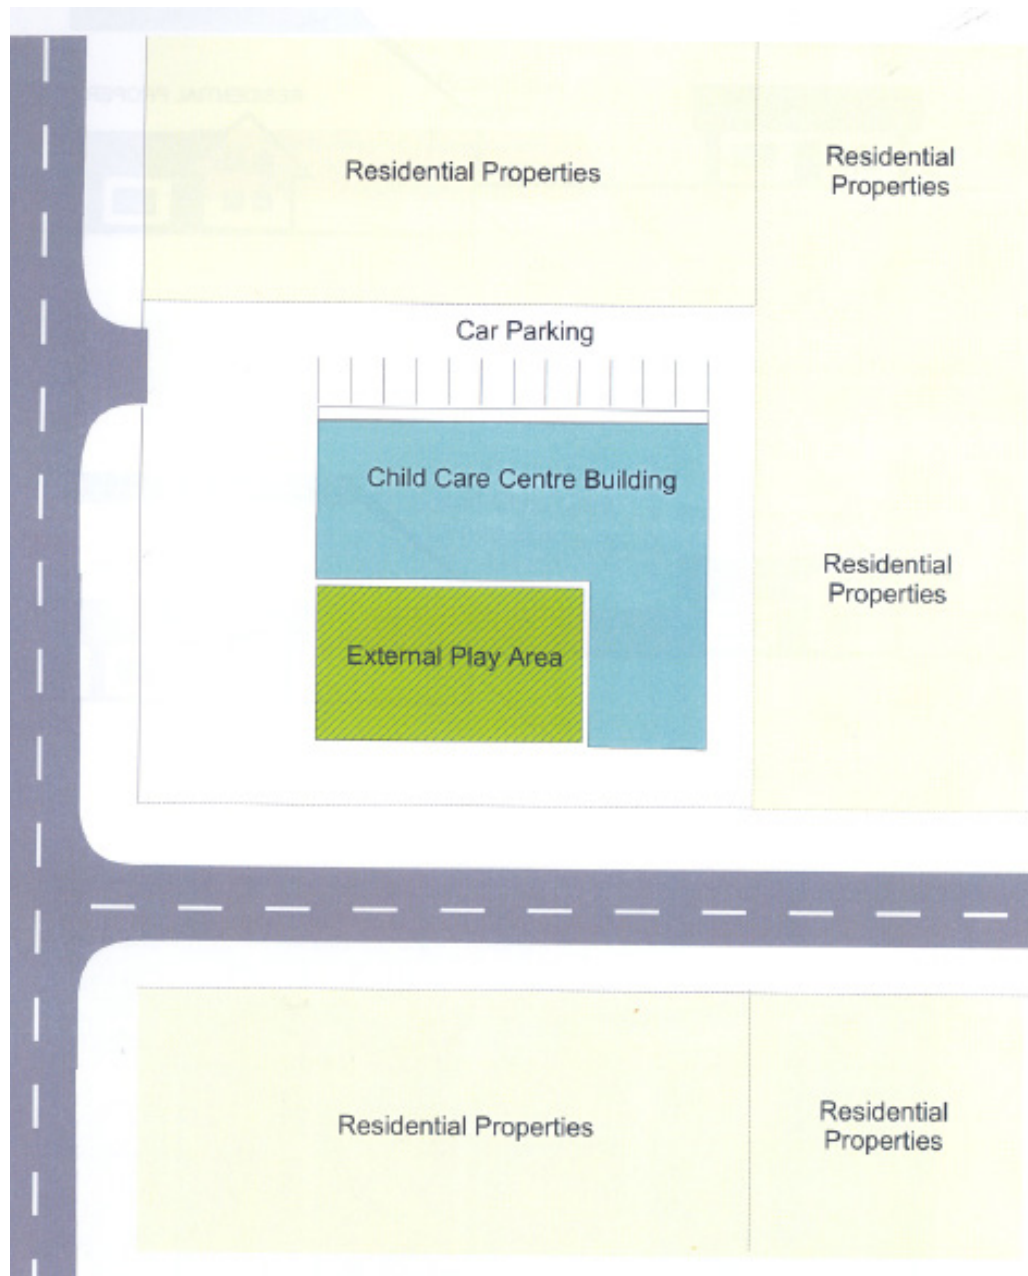 Residential Properties
Residential
Properties
Car Parking
Child Care Centre Building
Residential
Properties
External Play Area
Residential Properties
Residential
Properties